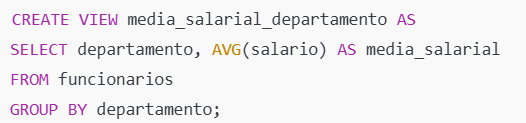 CREATE VIEW media_salarial_departamento AS
SELECT departamento, AVG(salario) AS media_salarial
FROM funcionarios
GROUP BY departamento;